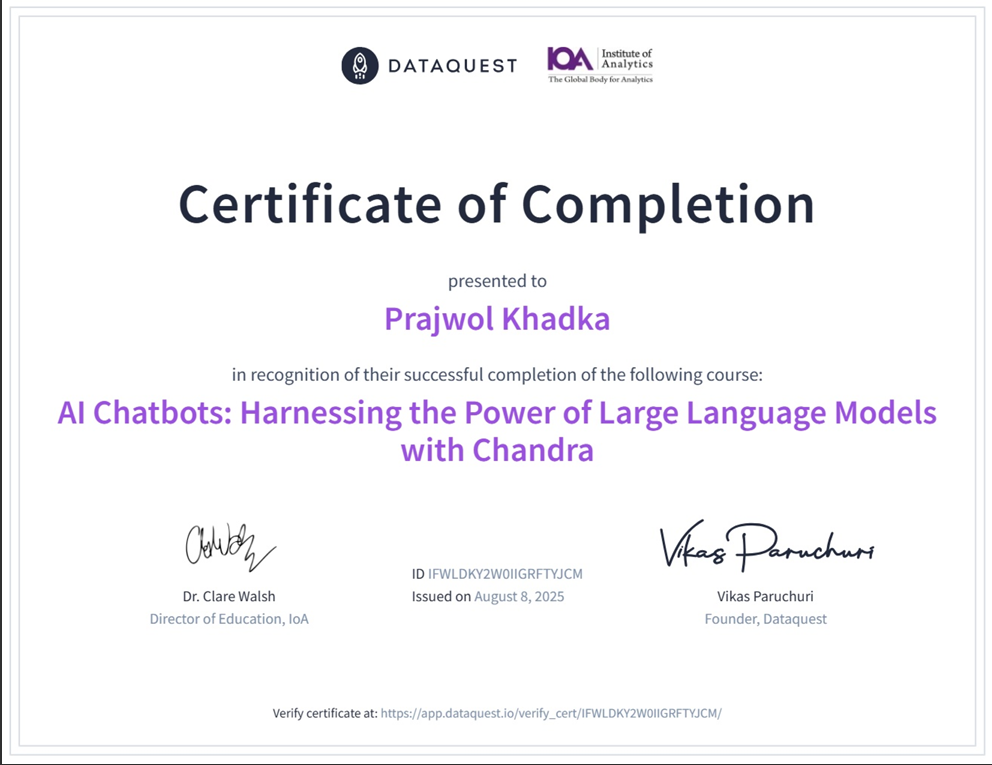 DATAQUEST
IOA Institute of Analytics
The Global Body for Analytics
Certificate of Completion
presented to
Prajwol Khadka
in recognition of their successful completion of the following course:
AI Chatbots: Harnessing the Power of Large Language Models
with Chandra
Vikas Paruchuri
ID IFWLDKY2W0IIGRFTYJCM
Issued on August 8, 2025
Dr. Clare Walsh
Director of Education, IoA
Vikas Paruchuri
Founder, Dataquest
Verify certificate at: https://app.dataquest.io/verify_cert/IFWLDKY2W0IIGRFTYJCM/